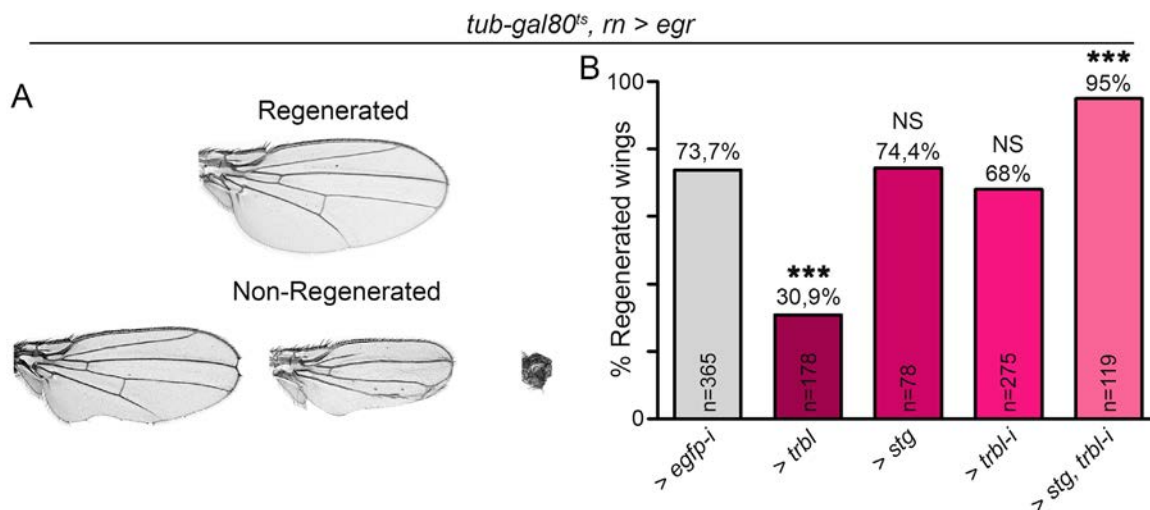 tub-gal80ts, rn > egr
A
Regenerated
Non-Regenerated
B
% Regenerated wings
100
0
73,7%
***
30,9%
NS
74,4%
NS
68%
***
95%
n=365
n=178
n=78
n=275
n=119
> egfp-i
> trbl
> stg
> trbl-i
> stg, trbl-i